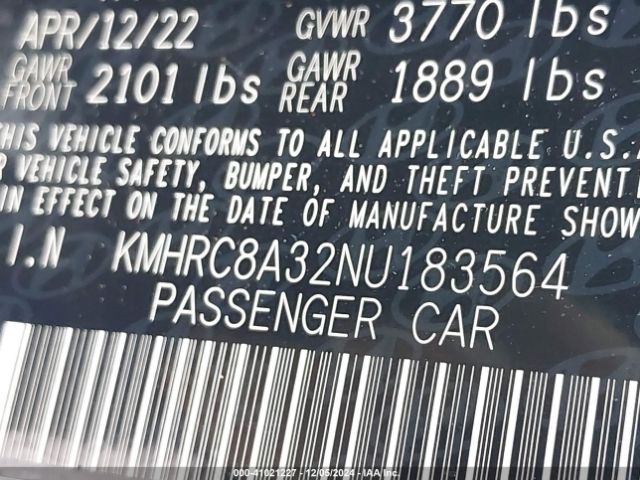 APR/12/22 GVWR 3770 lbs
GAWR FRONT 2101 lbs GAWR REAR 1889 lbs
THIS VEHICLE CONFORMS TO ALL APPLICABLE U.S.
VEHICLE SAFETY, BUMPER, AND THEFT PREVENTI
IN EFFECT ON THE DATE OF MANUFACTURE SHOW
I.N KMHRC8A32NU183564
PASSENGER CAR
000-41021227 - 12/05/2024 - IAA Inc.